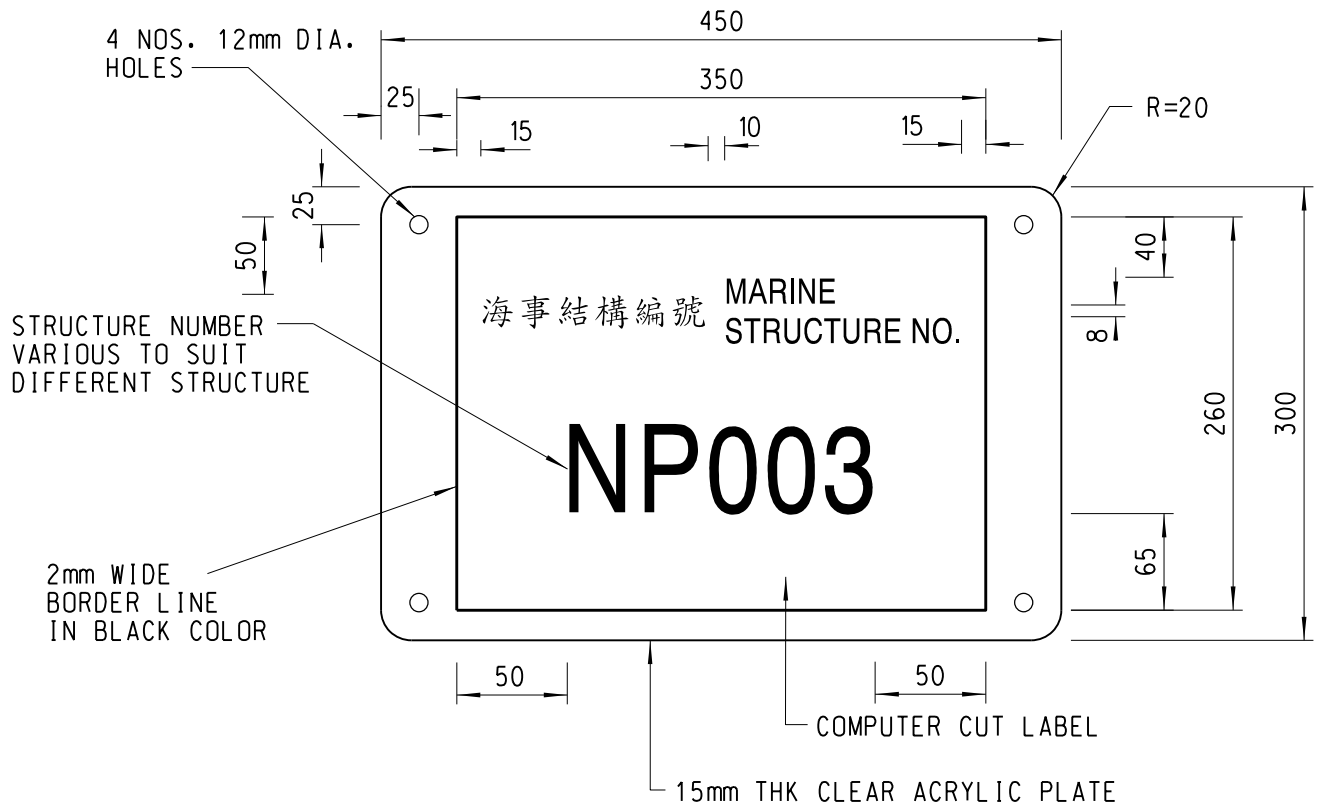 450
4 NOS. 12mm DIA.
HOLES
350
25
15
10
15
R=20
25
50
40
海事結構編號
MARINE
STRUCTURE NO.
8
STRUCTURE NUMBER
VARIOUS TO SUIT
DIFFERENT STRUCTURE
260
300
NP003
65
2mm WIDE
BORDER LINE
IN BLACK COLOR
50
50
COMPUTER CUT LABEL
15mm THK CLEAR ACRYLIC PLATE